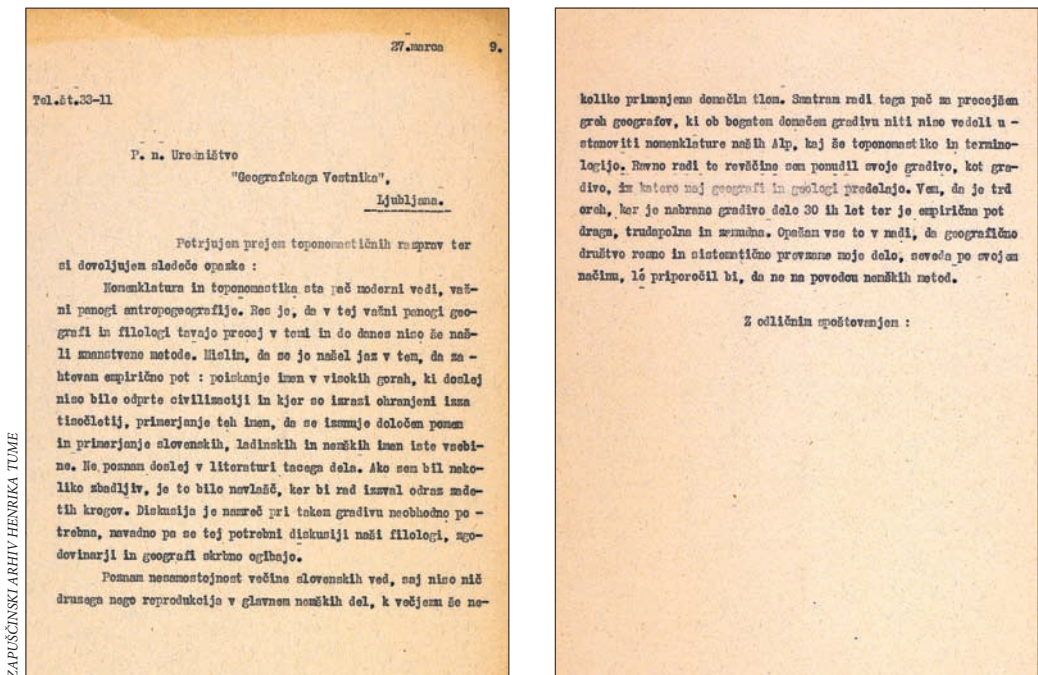 27.marca 9.
Tel.št.33-11
P. n. Uredništvo
"Geografskega Vestnika",
Ljubljana.
Potrjujem prejem toponomastičnih razprav ter
si dovoljujem sledeče opazke :
Nomenklatura in toponomastika sta pač moderni vedi, važ-
ni panogi antropogeografije. Res je, da v tej važni panogi geo-
grafi in filologi tavajo precej v temi in do danes niso še naš-
li znanstvene metode. Mislim, da se je našel jaz v tem, da za -
htevam empirično pot : poiskanje imen v visokih gorah, ki doslej
niso bile odprte civilizaciji in kjer so izrazi ohranjeni izza
tisočletij, primerjanje teh imen, da se izmuje določen pomen
in primerjanje slovenskih, ladinskih in nemških imen iste vsebi-
ne. Ne poznam doslej v literaturi tacega dela. Ako sem bil neko-
liko zbadljiv, je to bilo navlašč, ker bi rad izzval odraz zade-
tih krogov. Diskusija je namreč pri takem gradivu neobhodno po -
trebna, navadno pa se tej potrebni diskusiji naši filologi, zgo-
dovinarji in geografi skrbno ogibajo.
Poznam nesamostojnost večine slovenskih ved, saj niso nič
druzega nego reprodukcija v glavnem nemških del, k večjemu še ne-
koliko primenjena domačim tlom. Smatram radi tega pač za precejšen
greh geografov, ki ob bogatem domačem gradivu niti niso vedeli u -
stanoviti nomenklature naših Alp, kaj še toponomastiko in termino-
logijo. Ravno radi te revščine sem ponudil svoje gradivo, kot gra-
divo, iz katero naj geografi in geologi predelajo. Vem, da je trd
oreh, ker je nabrano gradivo delo 30 ih let ter je empirična pot
draga, trudapolna in zamudna. Opažam vse to v nadi, da geografično
društvo resno in sistematično prevzame moje delo, seveda po svojem
načinu, le priporočil bi, da ne na povodcu nemških metod.
Z odličnim spoštovanjem :
ZAPUŠČINSKI ARHIV HENRIKA TUME